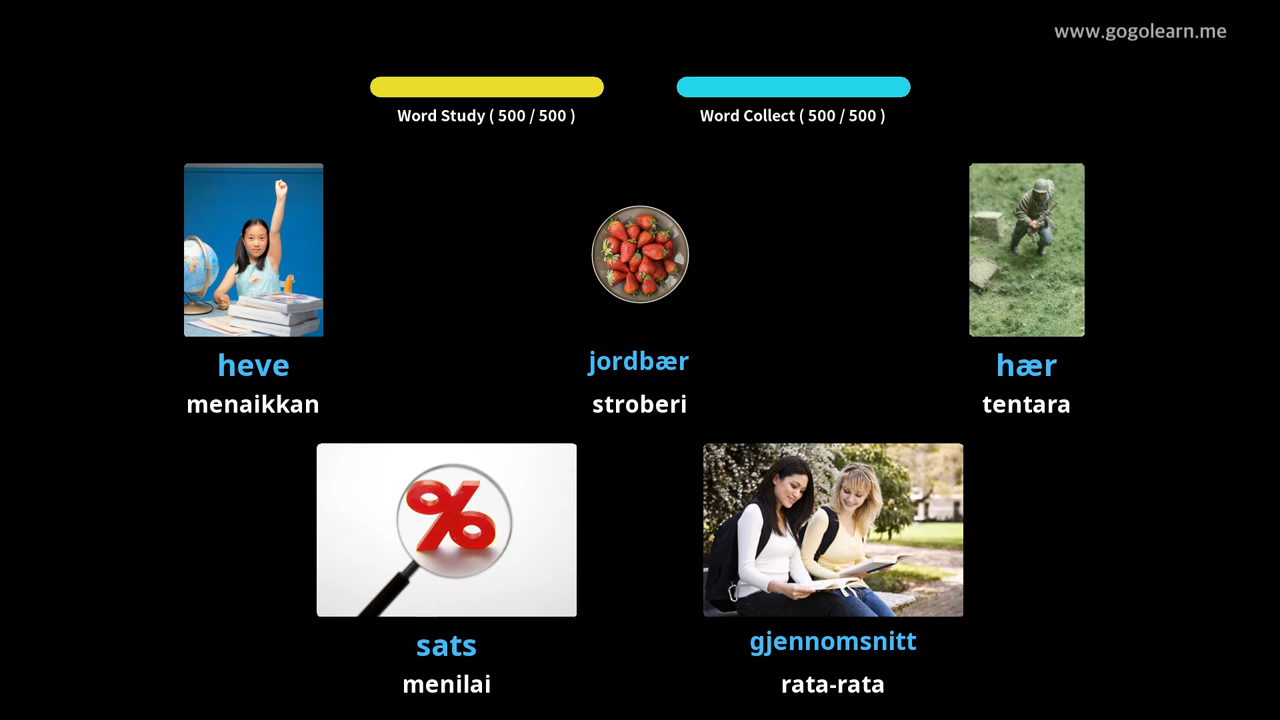 www.gogolearn.me
Word Study ( 500 / 500 )
Word Collect ( 500 / 500 )
heve
menaikkan
jordbær
stroberi
hær
tentara
%
sats
menilai
gjennomsnitt
rata-rata